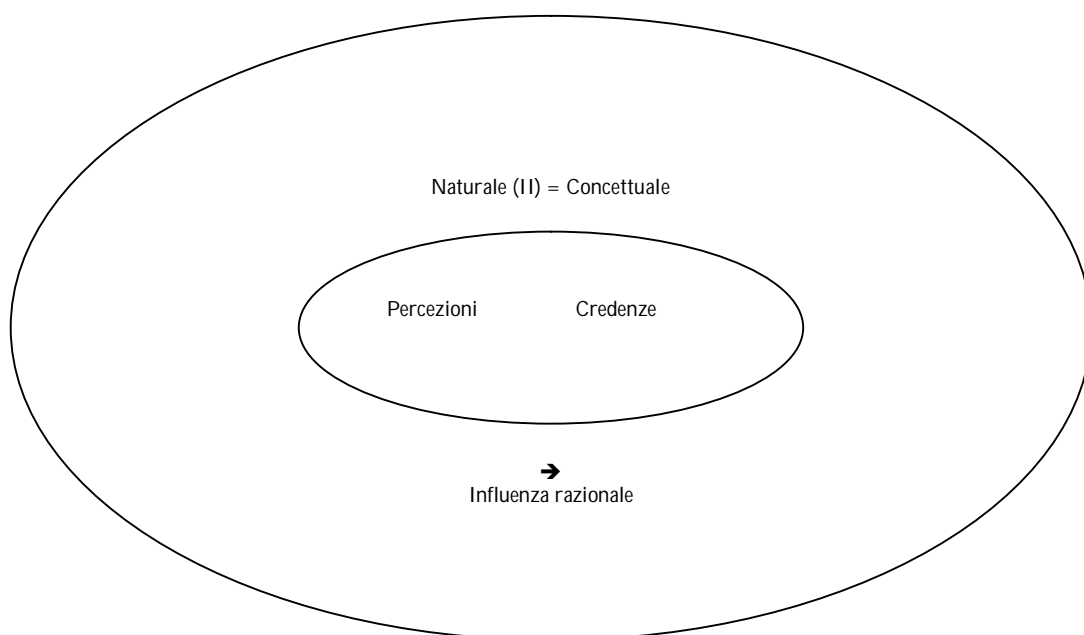 Naturale (II) = Concettuale
Percezioni Credenze
➔
Influenza razionale